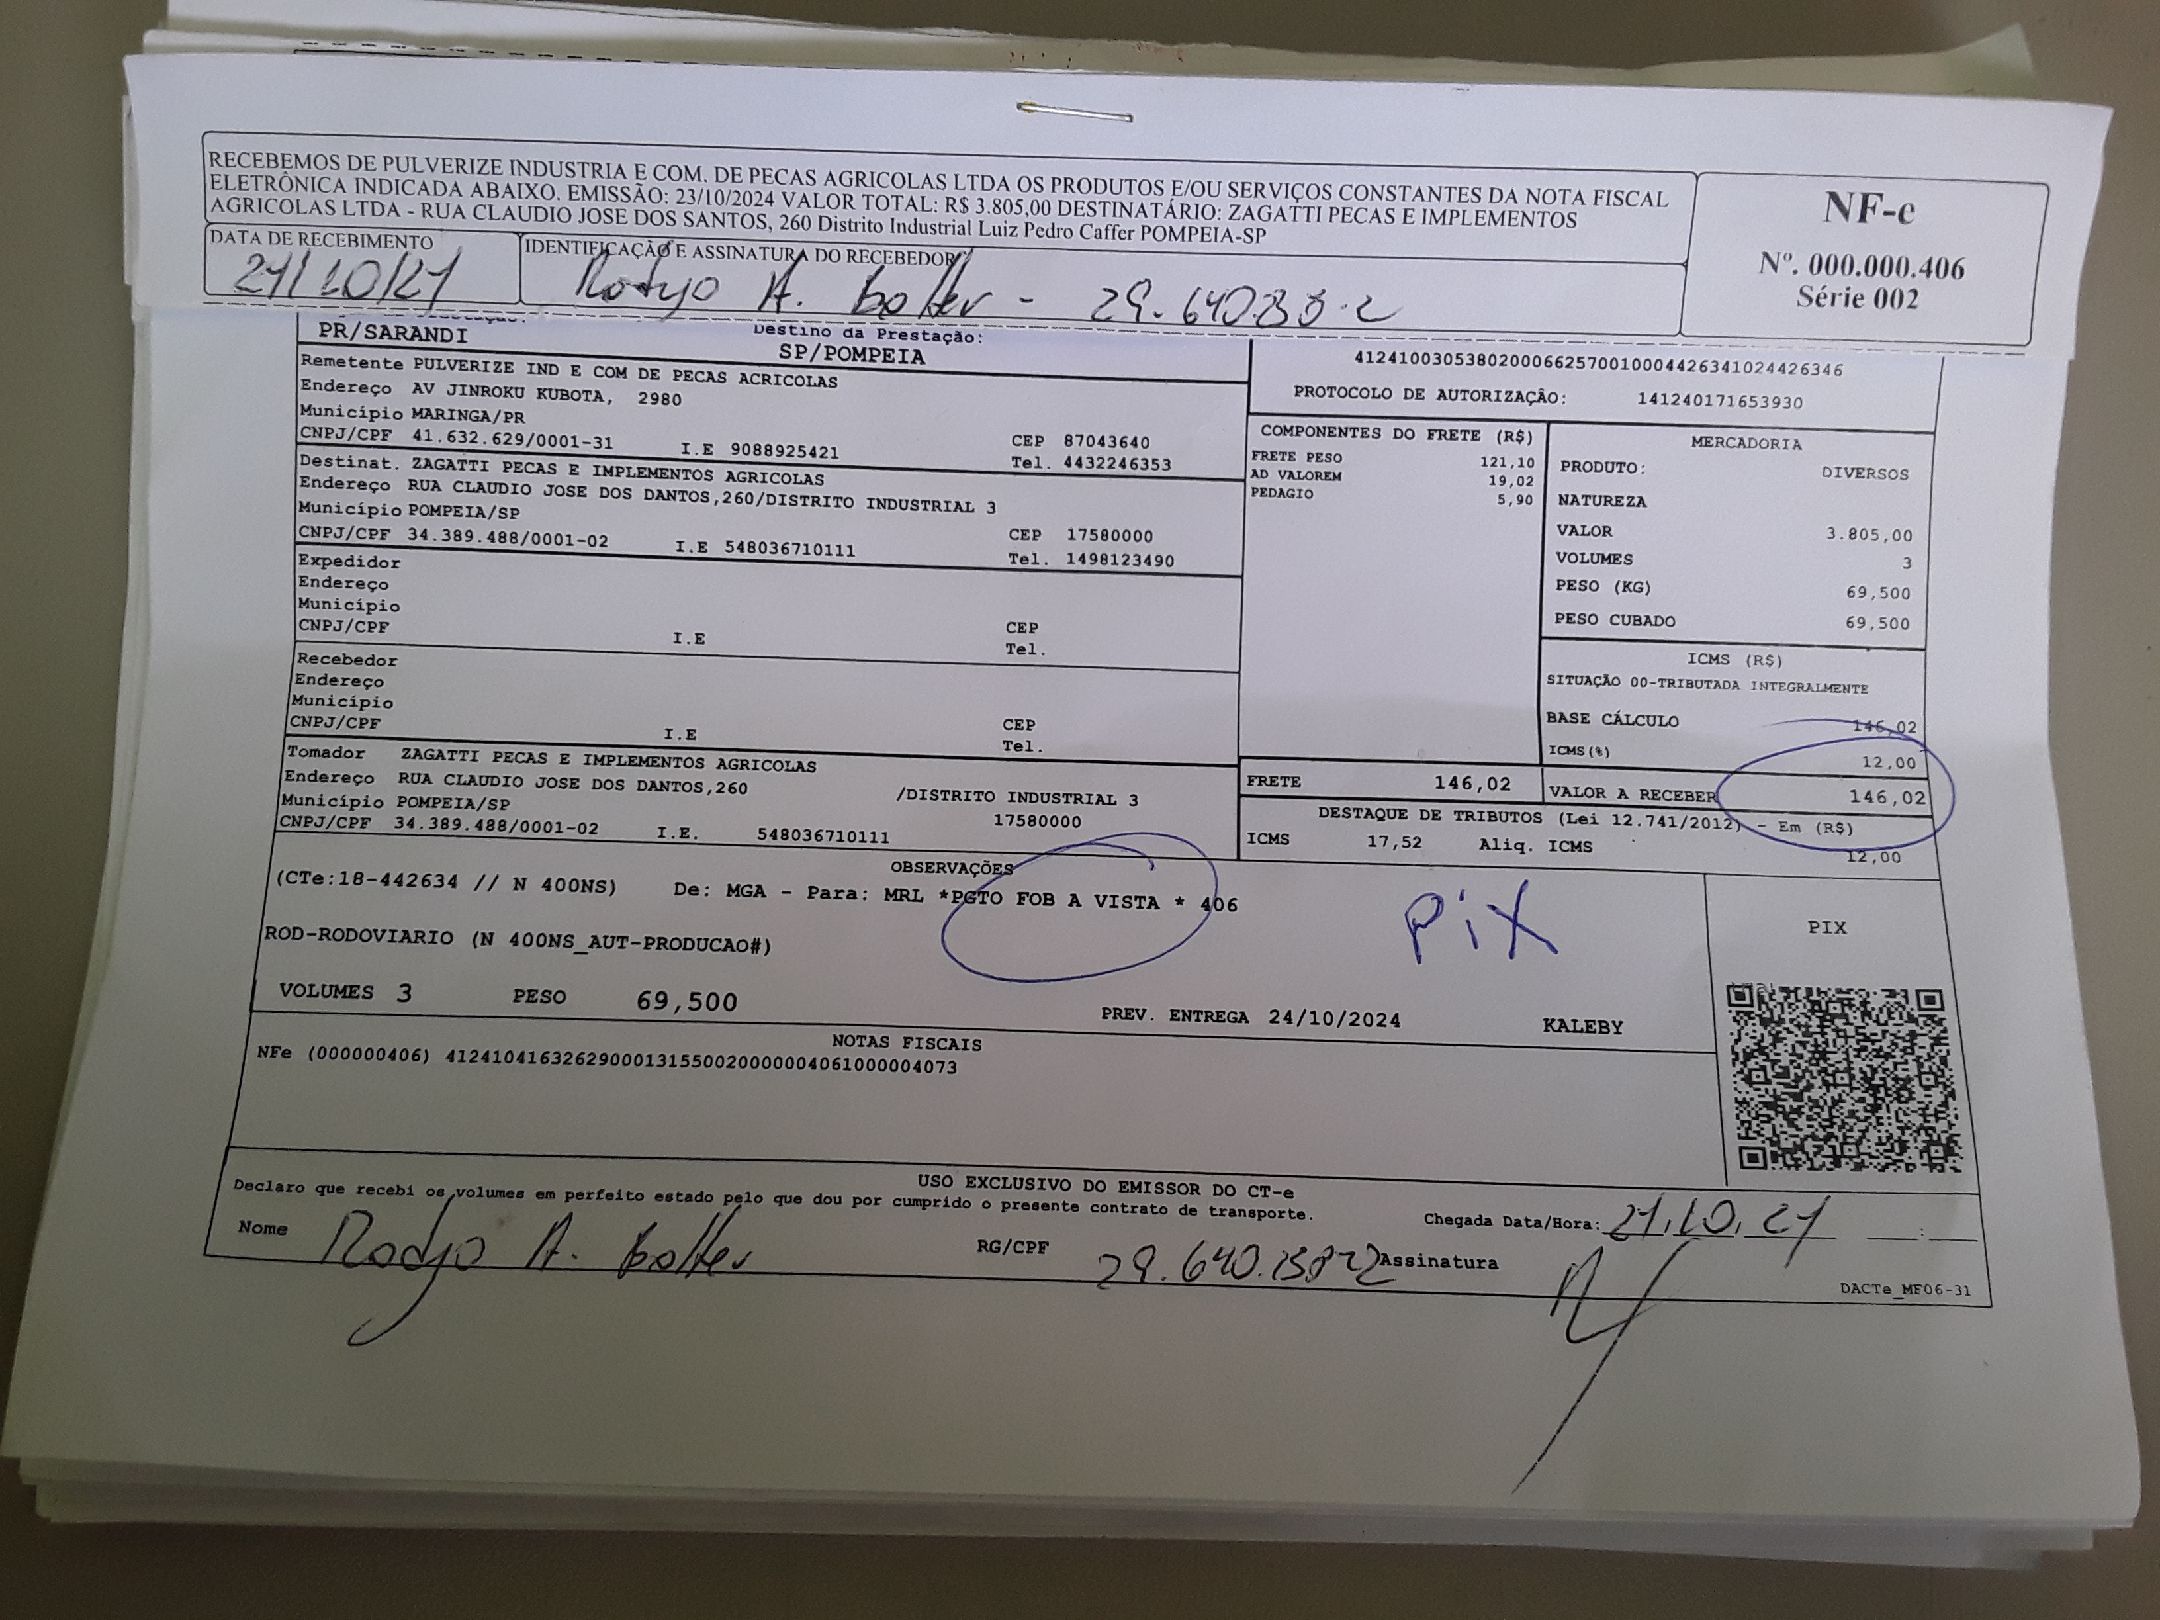 RECEBEMOS DE PULVERIZE INDUSTRIA E COM. DE PECAS AGRICOLAS LTDA OS PRODUTOS E/OU SERVIÇOS CONSTANTES DA NOTA FISCAL
ELETRÔNICA INDICADA ABAIXO. EMISSÃO: 23/10/2024 VALOR TOTAL: R$ 3.805,00 DESTINATÁRIO: ZAGATTI PECAS E IMPLEMENTOS
AGRICOLAS LTDA - RUA CLAUDIO JOSE DOS SANTOS, 260 Distrito Industrial Luiz Pedro Caffer POMPEIA-SP
NF-e
Nº. 000.000.406
Série 002
DATA DE RECEBIMENTO
24/10/24
IDENTIFICAÇÃO E ASSINATURA DO RECEBEDOR
A.
PR/SARANDI
Destino da Prestação:
SP/POMPEIA
Remetente PULVERIZE IND E COM DE PECAS ACRICOLAS
Endereço AV JINROKU KUBOTA, 2980
Município MARINGA/PR
CNPJ/CPF 41.632.629/0001-31 I.E 9088925421 CEP 87043640
Tel. 4432246353
Destinat. ZAGATTI PECAS E IMPLEMENTOS AGRICOLAS
Endereço RUA CLAUDIO JOSE DOS DANTOS,260/DISTRITO INDUSTRIAL 3
Município POMPEIA/SP
CNPJ/CPF 34.389.488/0001-02 I.E 548036710111 CEP 17580000
Tel. 1498123490
Expedidor
Endereço
Município
CNPJ/CPF I.E CEP
Tel.
Recebedor
Endereço
Município
CNPJ/CPF I.E CEP
Tel.
Tomador ZAGATTI PECAS E IMPLEMENTOS AGRICOLAS
Endereço RUA CLAUDIO JOSE DOS DANTOS,260 /DISTRITO INDUSTRIAL 3
Município POMPEIA/SP 17580000
CNPJ/CPF 34.389.488/0001-02 I.E. 548036710111
41241003053802000662570010004426341024426346
PROTOCOLO DE AUTORIZAÇÃO: 141240171653930
COMPONENTES DO FRETE (R$)
FRETE PESO 121,10
AD VALOREM 19,02
PEDAGIO 5,90
MERCADORIA
PRODUTO: DIVERSOS
NATUREZA
VALOR 3.805,00
VOLUMES 3
PESO (KG) 69,500
PESO CUBADO 69,500
ICMS (R$)
SITUAÇÃO 00-TRIBUTADA INTEGRALMENTE
BASE CÁLCULO 146,02
ICMS(%) 12,00
FRETE 146,02
VALOR A RECEBER 146,02
DESTAQUE DE TRIBUTOS (Lei 12.741/2012) - Em (R$)
ICMS 17,52 Aliq. ICMS 12,00
OBSERVAÇÕES
(CTe:18-442634 // N 400NS) De: MGA - Para: MRL *PGTO FOB A VISTA * 406
ROD-RODOVIARIO (N 400NS_AUT-PRODUCAO#)
PiX
PIX
VOLUMES 3 PESO 69,500
PREV. ENTREGA 24/10/2024 KALEBY
NOTAS FISCAIS
NFe (000000406) 41241041632629000131550020000004061000004073
USO EXCLUSIVO DO EMISSOR DO CT-e
Declaro que recebi os volumes em perfeito estado pelo que dou por cumprido o presente contrato de transporte.
Chegada Data/Hora: 24.10.24
Nome A. RG/CPF Assinatura
DACTe_MF06-31